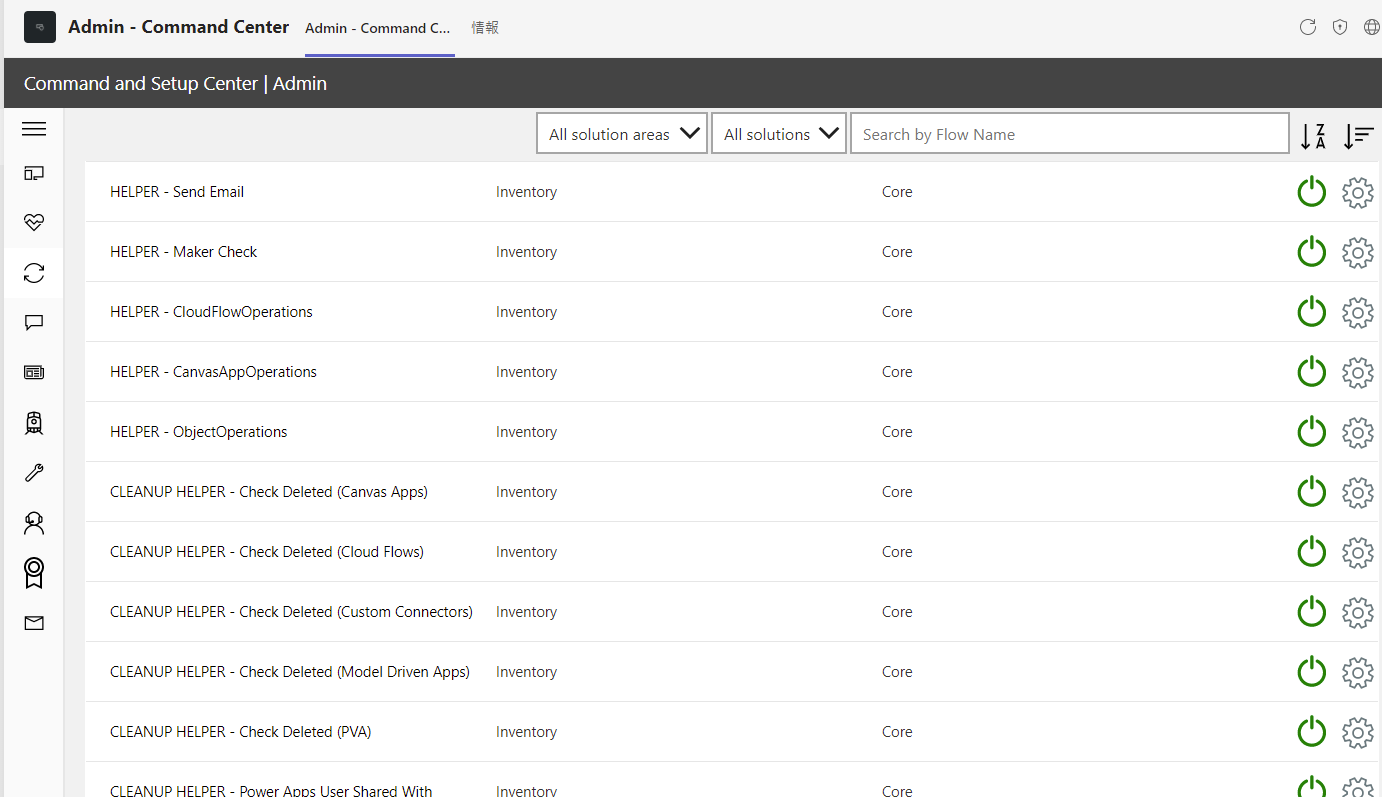 Admin - Command Center Admin - Command C... 情報
Command and Setup Center | Admin
All solution areas All solutions Search by Flow Name
HELPER - Send Email Inventory Core
HELPER - Maker Check Inventory Core
HELPER - CloudFlowOperations Inventory Core
HELPER - CanvasAppOperations Inventory Core
HELPER - ObjectOperations Inventory Core
CLEANUP HELPER - Check Deleted (Canvas Apps) Inventory Core
CLEANUP HELPER - Check Deleted (Cloud Flows) Inventory Core
CLEANUP HELPER - Check Deleted (Custom Connectors) Inventory Core
CLEANUP HELPER - Check Deleted (Model Driven Apps) Inventory Core
CLEANUP HELPER - Check Deleted (PVA) Inventory Core
CLEANUP HELPER - Power Apps User Shared With Inventory Core